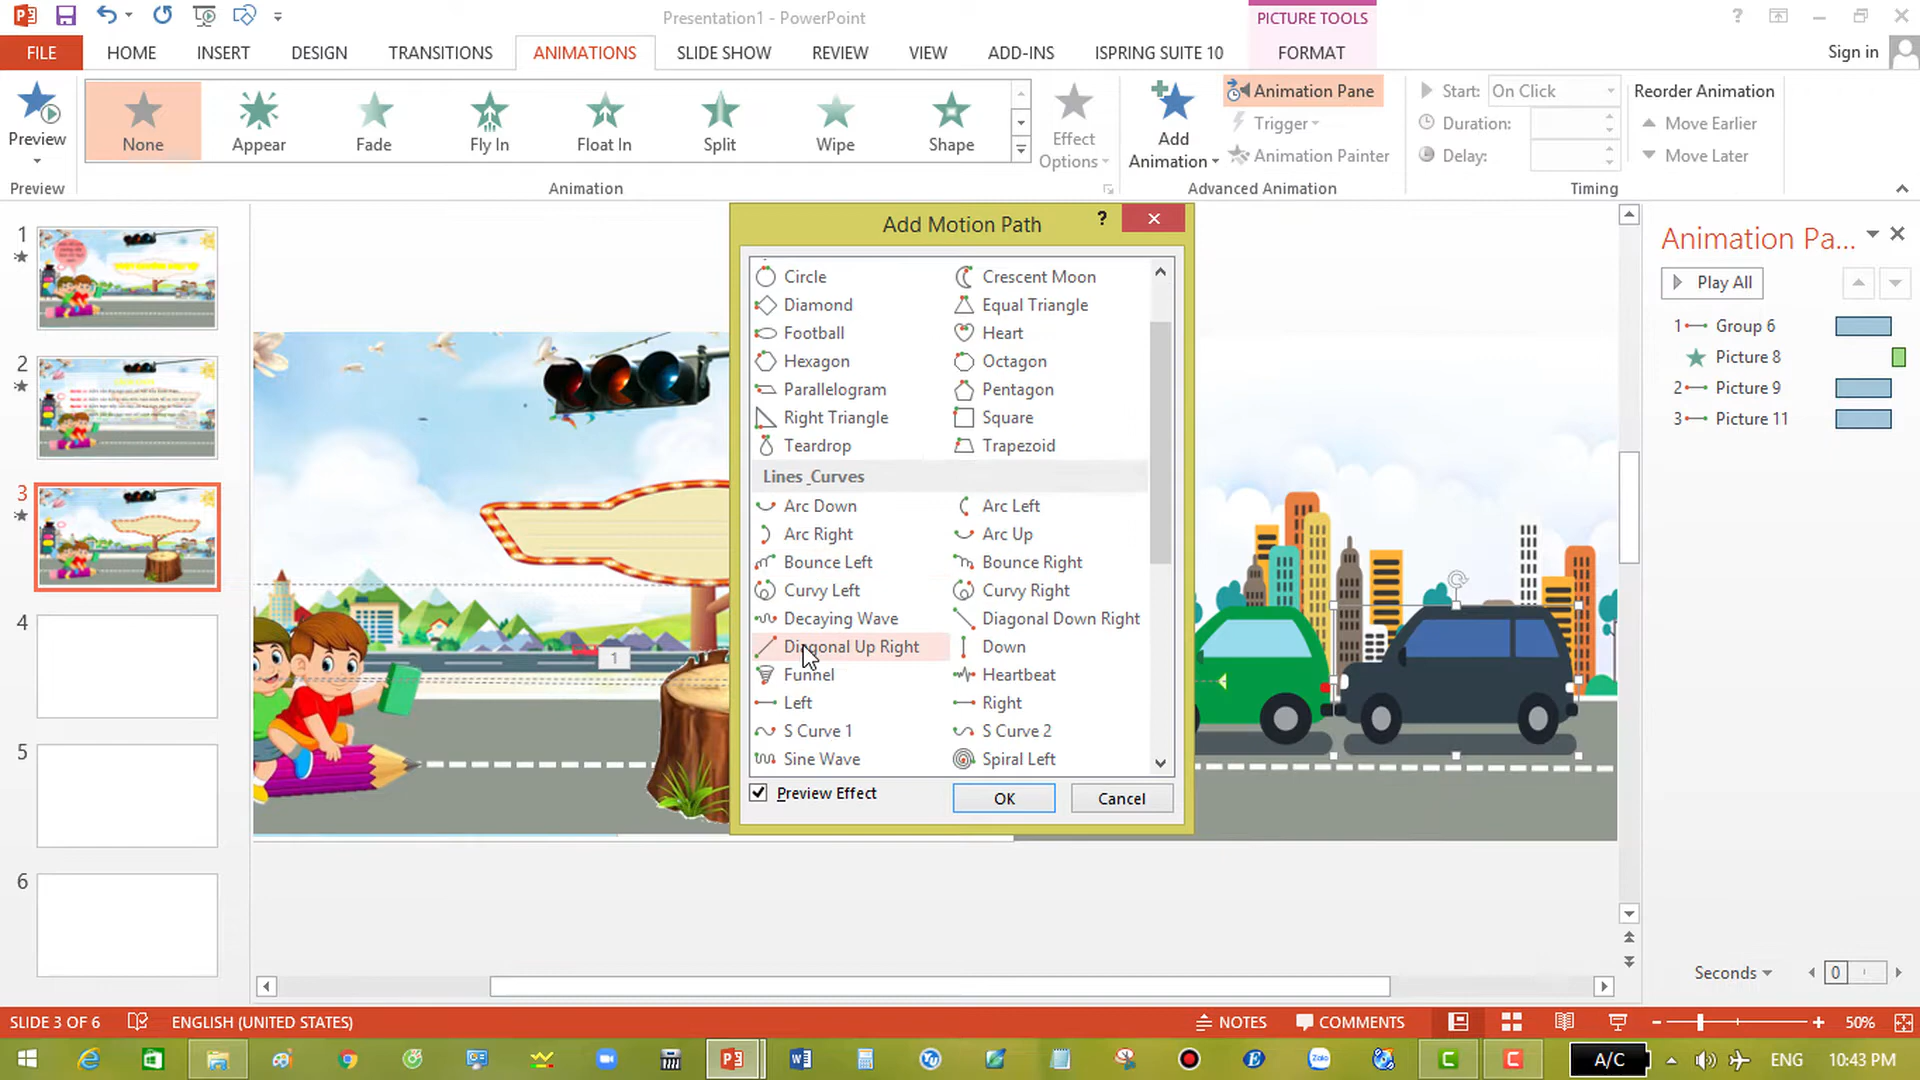 Presentation1 - PowerPoint
PICTURE TOOLS
?
FILE
HOME
INSERT
DESIGN
TRANSITIONS
ANIMATIONS
SLIDE SHOW
REVIEW
VIEW
ADD-INS
ISPRING SUITE 10
FORMAT
Sign in
Preview
None
Appear
Fade
Fly In
Float In
Split
Wipe
Shape
Effect
Options
Add
Animation
Animation Pane
Trigger
Animation Painter
Start:
On Click
Duration:
Delay:
Reorder Animation
Move Earlier
Move Later
Preview
Animation
Advanced Animation
Timing
1
2
3
4
5
6
Add Motion Path
?
Circle
Crescent Moon
Diamond
Equal Triangle
Football
Heart
Hexagon
Octagon
Parallelogram
Pentagon
Right Triangle
Square
Teardrop
Trapezoid
Lines_Curves
Arc Down
Arc Left
Arc Right
Arc Up
Bounce Left
Bounce Right
Curvy Left
Curvy Right
Decaying Wave
Diagonal Down Right
Diagonal Up Right
Down
Funnel
Heartbeat
Left
Right
S Curve 1
S Curve 2
Sine Wave
Spiral Left
Preview Effect
OK
Cancel
1
Animation Pa...
Play All
1 Group 6
Picture 8
2 Picture 9
3 Picture 11
Seconds
0
SLIDE 3 OF 6
ENGLISH (UNITED STATES)
NOTES
COMMENTS
50%
A/C
ENG
10:43 PM